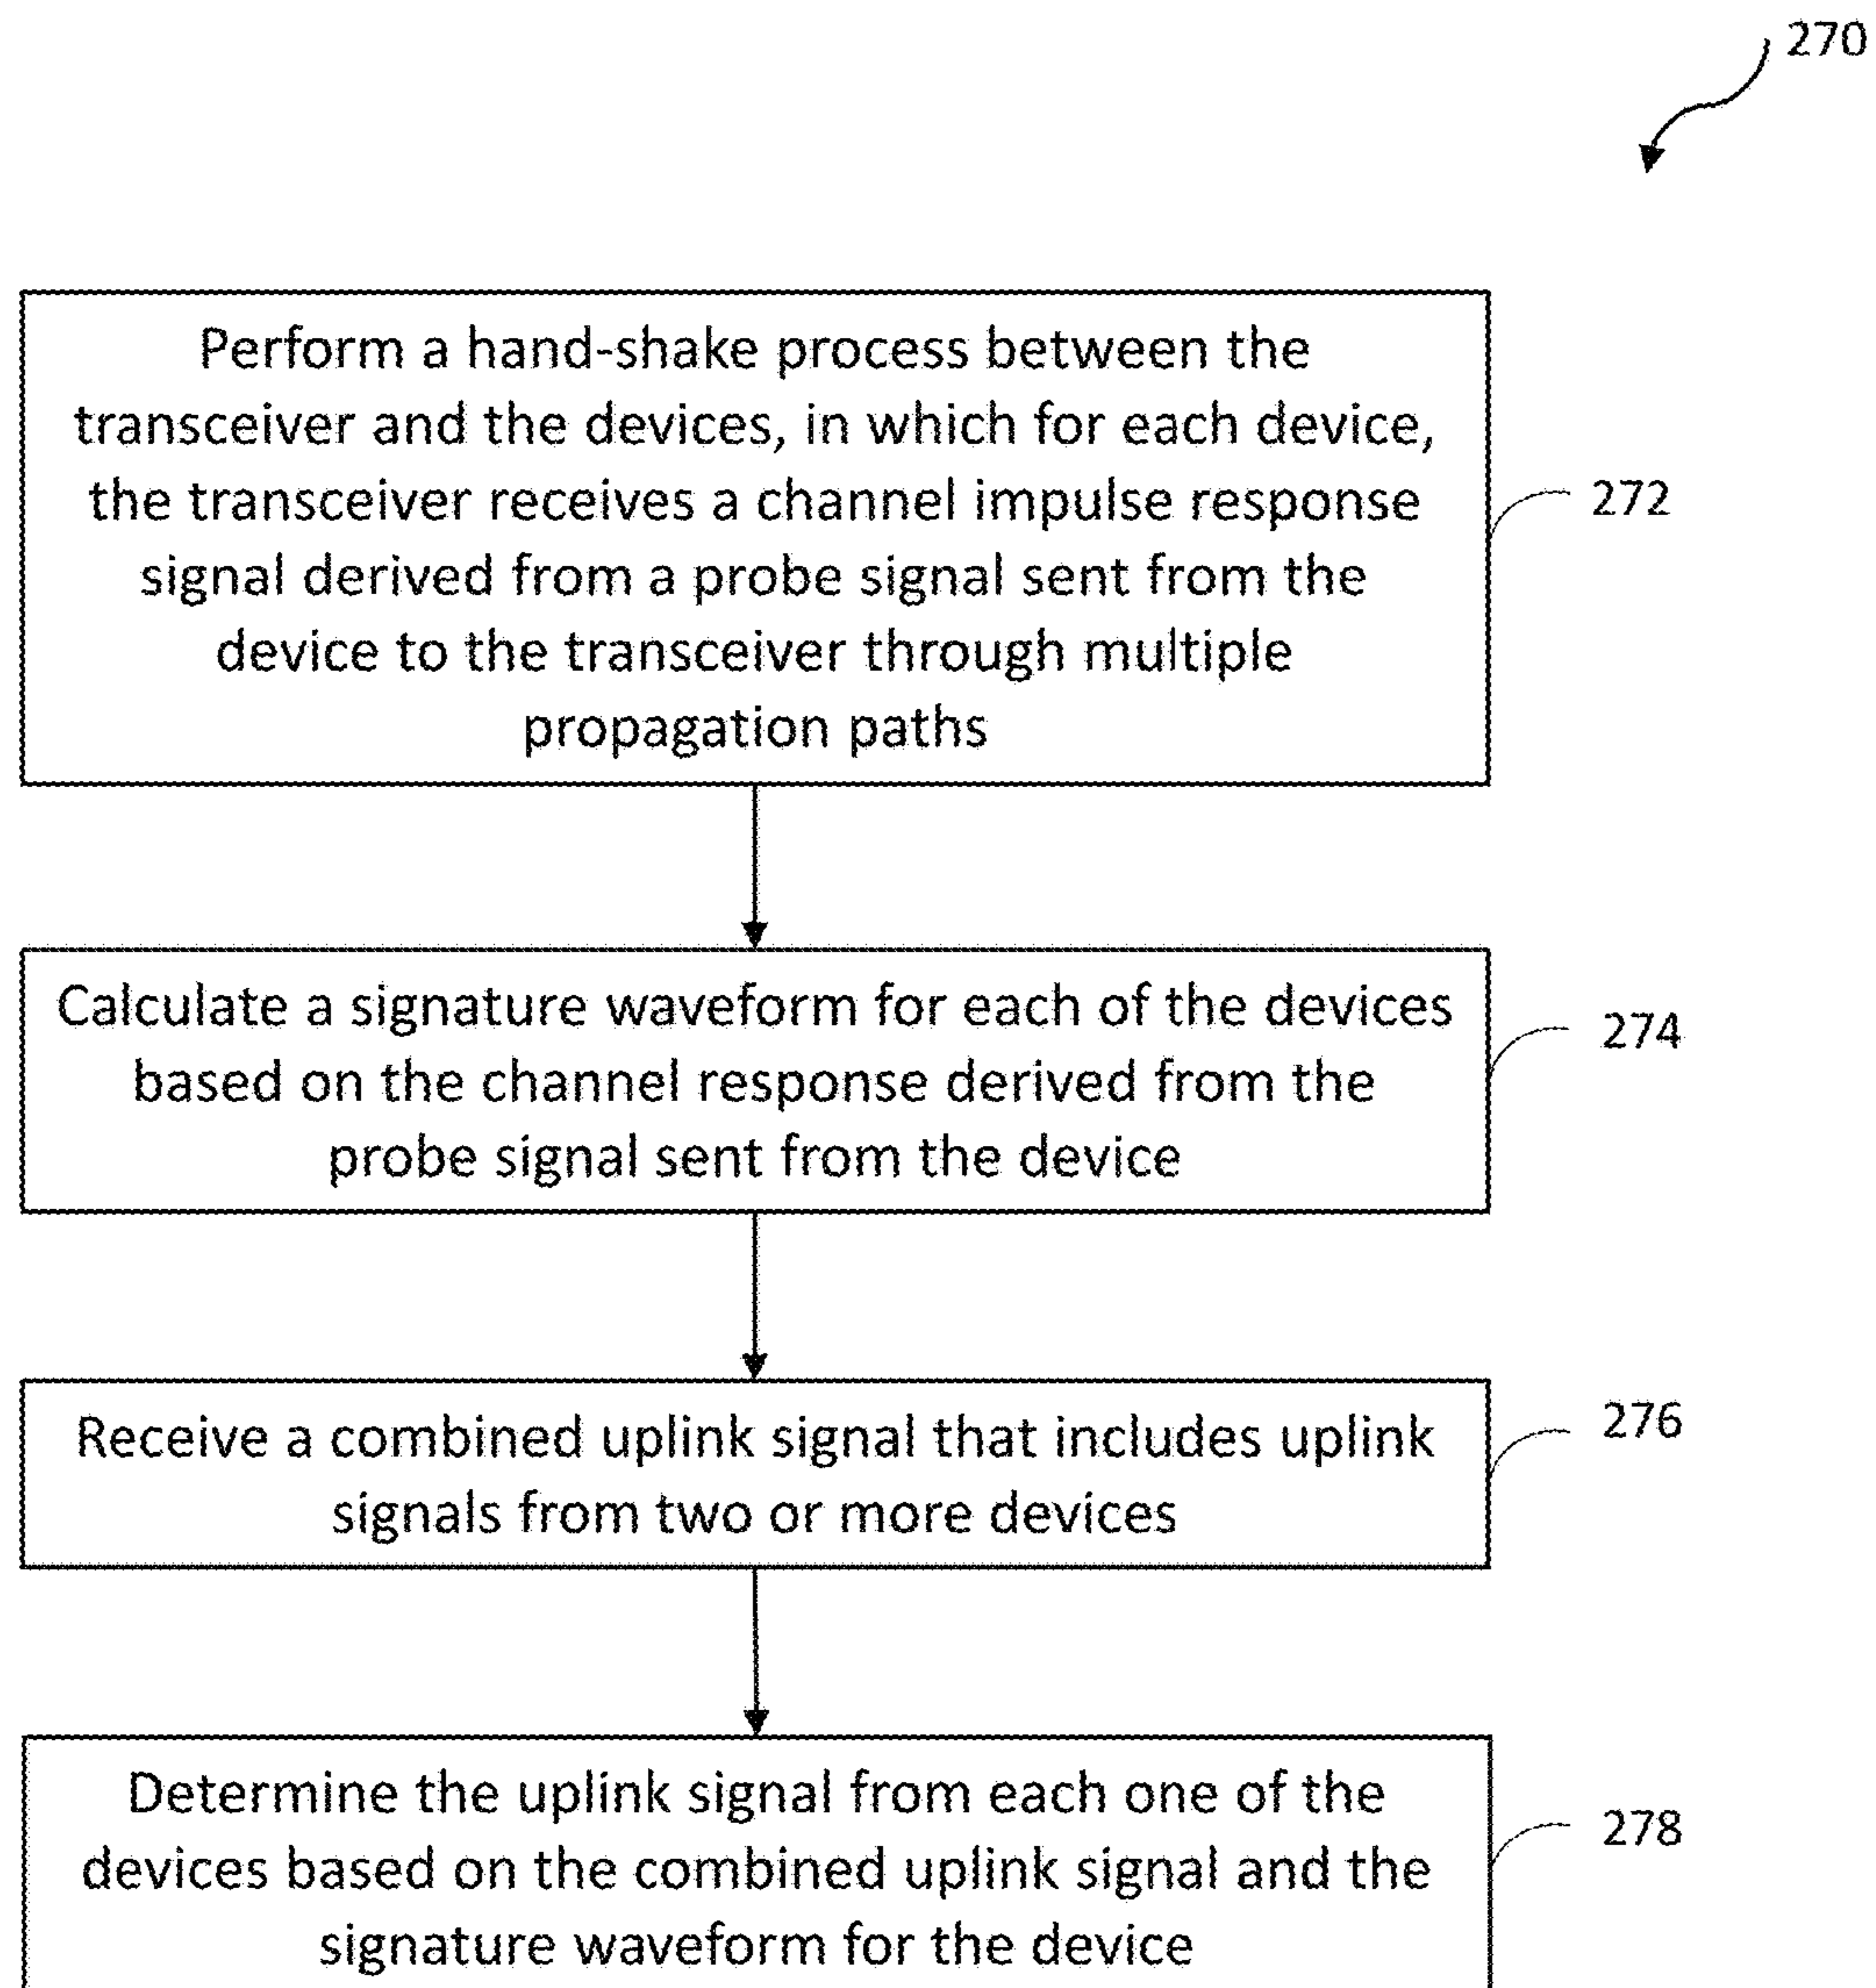 270
Perform a hand-shake process between the
transceiver and the devices, in which for each device,
the transceiver receives a channel impulse response
signal derived from a probe signal sent from the
device to the transceiver through multiple
propagation paths
272
Calculate a signature waveform for each of the devices
based on the channel response derived from the
probe signal sent from the device
274
Receive a combined uplink signal that includes uplink
signals from two or more devices
276
Determine the uplink signal from each one of the
devices based on the combined uplink signal and the
signature waveform for the device
278